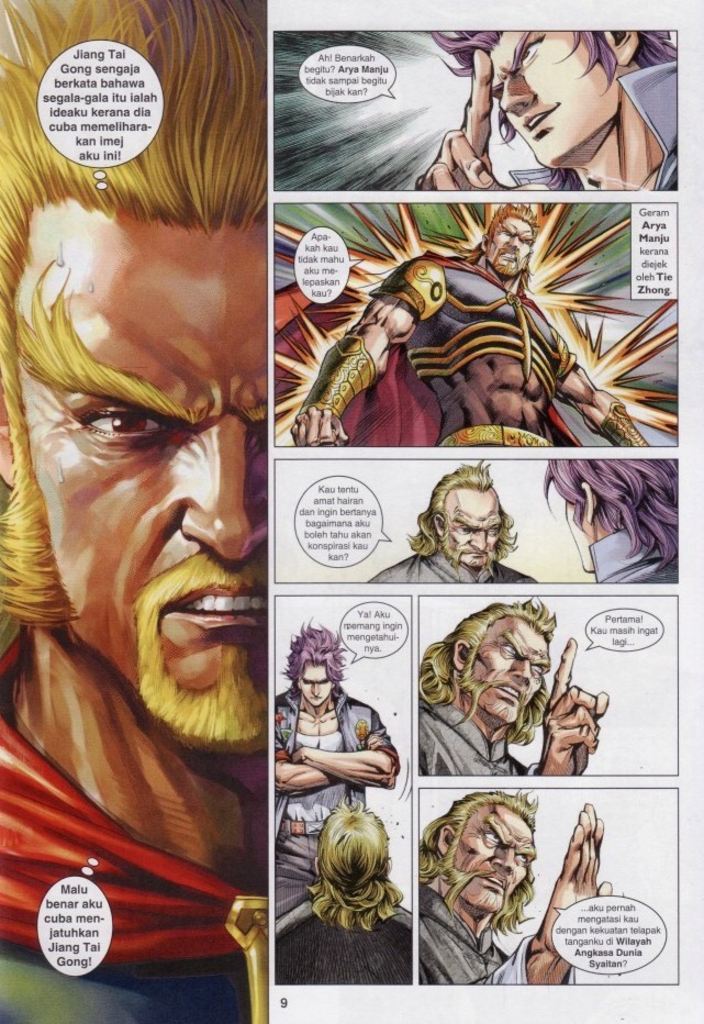 Jiang Tai
Gong sengaja
berkata bahawa
segala-gala itu ialah
ideaku kerana dia
cuba memelihara-
kan imej
aku ini!
Malu
benar aku
cuba men-
jatuhkan
Jiang Tai
Gong!
Ah! Benarkah
begitu? Arya Manju
tidak sampai begitu
bijak kan?
Apa-
kah kau
tidak mahu
aku me-
lepaskan
kau?
Geram
Arya
Manju
kerana
diejek
oleh Tie
Zhong.
Kau tentu
amat hairan
dan ingin bertanya
bagaimana aku
boleh tahu akan
konspirasi kau
kan?
Ya! Aku
memang ingin
mengetahui-
nya.
Pertama!
Kau masih ingat
lagi...
...aku pernah
mengatasi kau
dengan kekuatan telapak
tanganku di Wilayah
Angkasa Dunia
Syaitan?
9